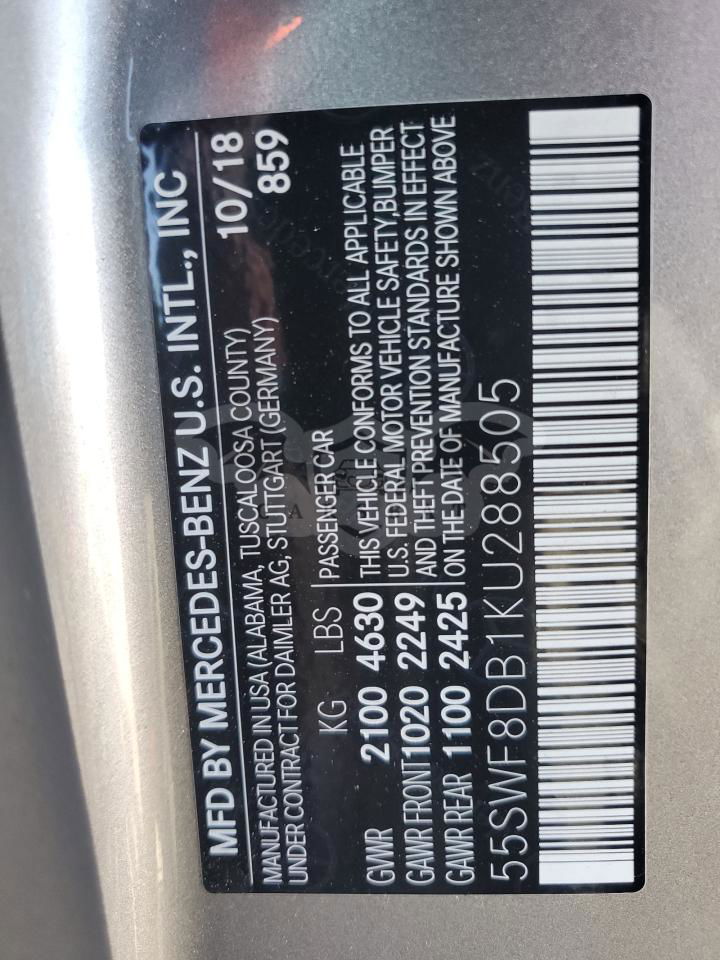 MFD BY MERCEDES-BENZ U.S. INTL., INC
MANUFACTURED IN USA (ALABAMA, TUSCALOOSA COUNTY) 10/18
UNDER CONTRACT FOR DAIMLER AG, STUTTGART (GERMANY) 859
KG LBS PASSENGER CAR
GVWR 2100 4630 THIS VEHICLE CONFORMS TO ALL APPLICABLE
GAWR FRONT 1020 2249 U.S. FEDERAL MOTOR VEHICLE SAFETY, BUMPER
AND THEFT PREVENTION STANDARDS IN EFFECT
GAWR REAR 1100 2425 ON THE DATE OF MANUFACTURE SHOWN ABOVE
55SWF8DB1KU288505